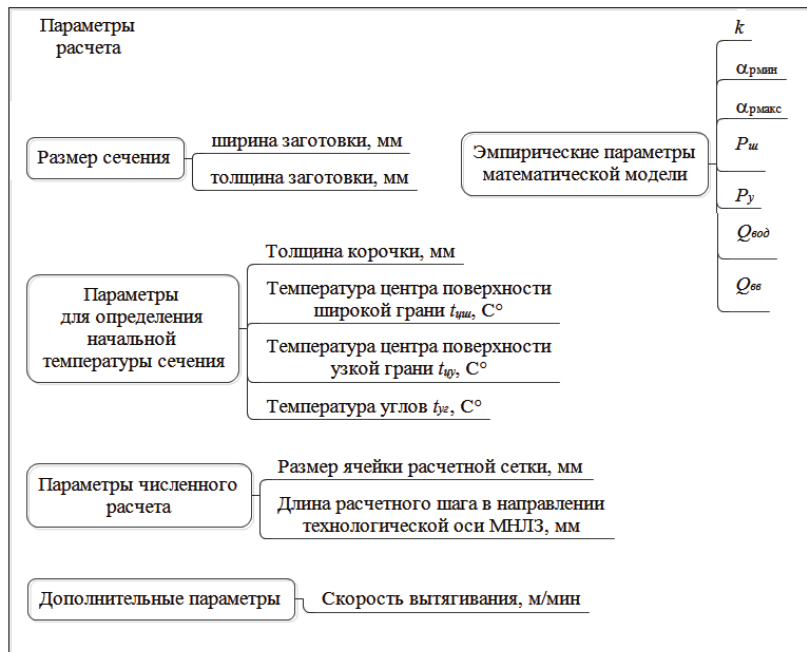 Параметры
расчета
Размер сечения
ширина заготовки, мм
толщина заготовки, мм
Эмпирические параметры
математической модели
k
αрмин
αрмакс
Pш
Pу
Qвод
Qвв
Параметры
для определения
начальной
температуры сечения
Толщина корочки, мм
Температура центра поверхности
широкой грани tцш, C°
Температура центра поверхности
узкой грани tцу, C°
Температура углов tуг, C°
Параметры численного
расчета
Размер ячейки расчетной сетки, мм
Длина расчетного шага в направлении
технологической оси МНЛЗ, мм
Дополнительные параметры
Скорость вытягивания, м/мин